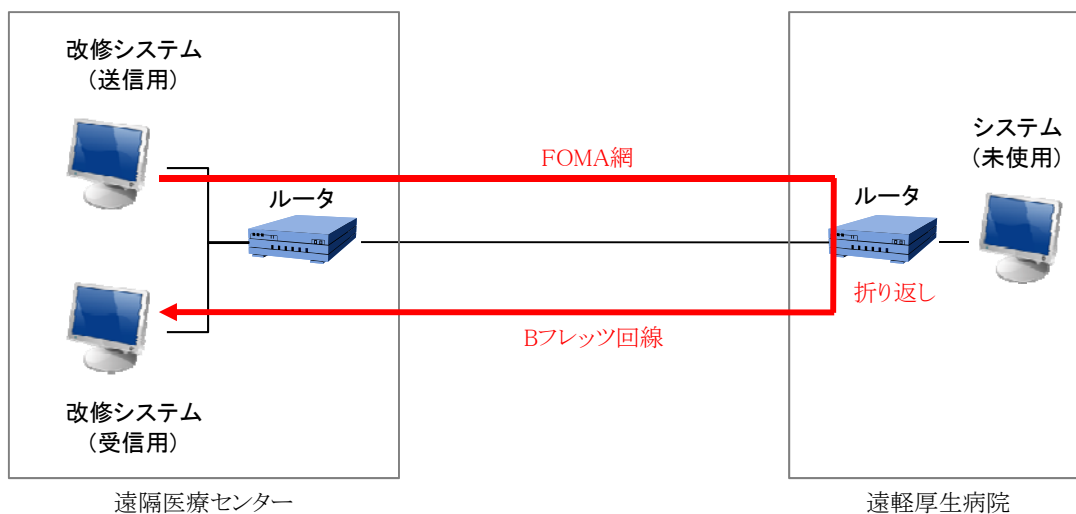 改修システム
（送信用）
ルータ
改修システム
（受信用）
遠隔医療センター
FOMA網
Bフレッツ回線
システム
（未使用）
ルータ
折り返し
遠軽厚生病院